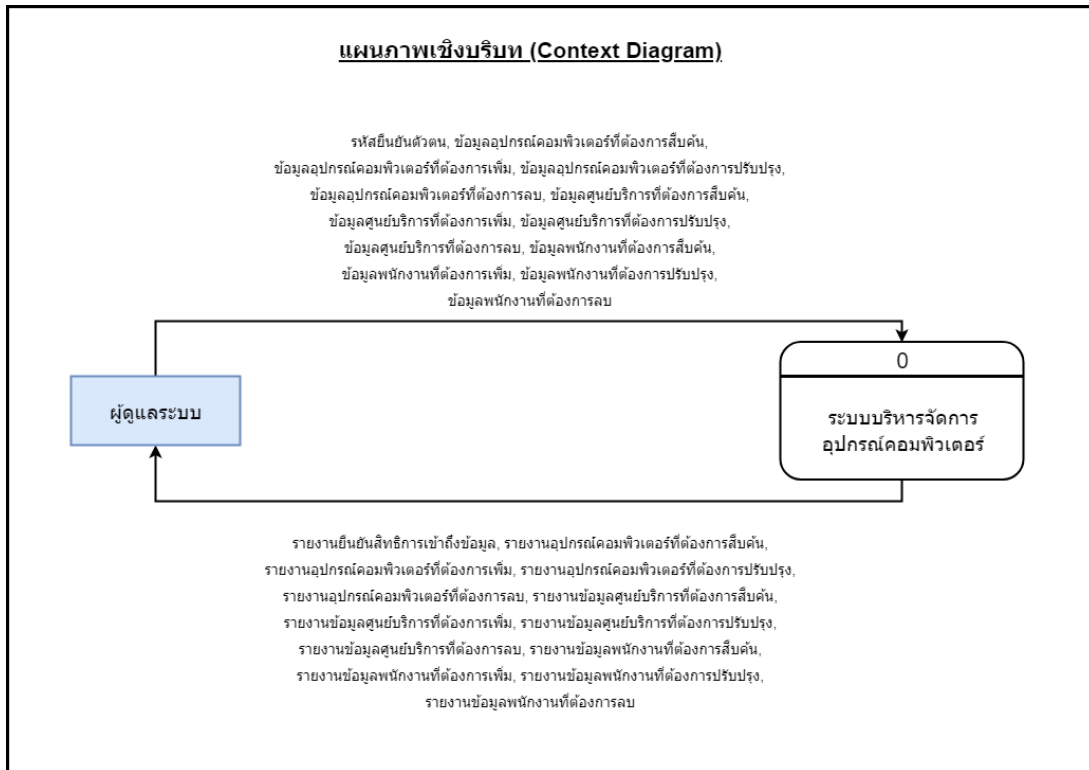 แผนภาพเชิงบริบท (Context Diagram)
รหัสยืนยันตัวตน, ข้อมูลอุปกรณ์คอมพิวเตอร์ที่ต้องการสืบค้น,
ข้อมูลอุปกรณ์คอมพิวเตอร์ที่ต้องการเพิ่ม, ข้อมูลอุปกรณ์คอมพิวเตอร์ที่ต้องการปรับปรุง,
ข้อมูลอุปกรณ์คอมพิวเตอร์ที่ต้องการลบ, ข้อมูลศูนย์บริการที่ต้องการสืบค้น,
ข้อมูลศูนย์บริการที่ต้องการเพิ่ม, ข้อมูลศูนย์บริการที่ต้องการปรับปรุง,
ข้อมูลศูนย์บริการที่ต้องการลบ, ข้อมูลพนักงานที่ต้องการสืบค้น,
ข้อมูลพนักงานที่ต้องการเพิ่ม, ข้อมูลพนักงานที่ต้องการปรับปรุง,
ข้อมูลพนักงานที่ต้องการลบ
0
ผู้ดูแลระบบ
ระบบบริหารจัดการ
อุปกรณ์คอมพิวเตอร์
รายงานยืนยันสิทธิการเข้าถึงข้อมูล, รายงานอุปกรณ์คอมพิวเตอร์ที่ต้องการสืบค้น,
รายงานอุปกรณ์คอมพิวเตอร์ที่ต้องการเพิ่ม, รายงานอุปกรณ์คอมพิวเตอร์ที่ต้องการปรับปรุง,
รายงานอุปกรณ์คอมพิวเตอร์ที่ต้องการลบ, รายงานข้อมูลศูนย์บริการที่ต้องการสืบค้น,
รายงานข้อมูลศูนย์บริการที่ต้องการเพิ่ม, รายงานข้อมูลศูนย์บริการที่ต้องการปรับปรุง,
รายงานข้อมูลศูนย์บริการที่ต้องการลบ, รายงานข้อมูลพนักงานที่ต้องการสืบค้น,
รายงานข้อมูลพนักงานที่ต้องการเพิ่ม, รายงานข้อมูลพนักงานที่ต้องการปรับปรุง,
รายงานข้อมูลพนักงานที่ต้องการลบ